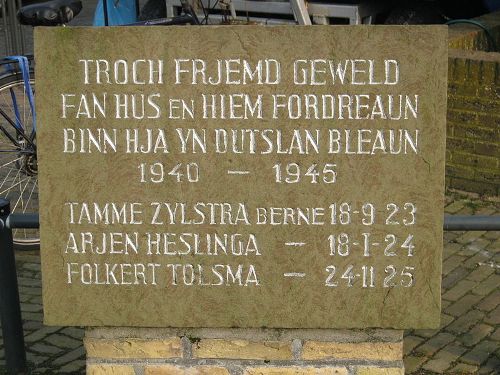 TROCH FRJEMD GEWELD
FAN HUS EN HIEM FORDREAUN
BINN HJA YN DUTSLAN BLEAUN
1940 — 1945
TAMME ZYLSTRA BERNE 18-9 23
ARJEN HESLINGA — 18-1-24
FOLKERT TOLSMA — 24-11 25